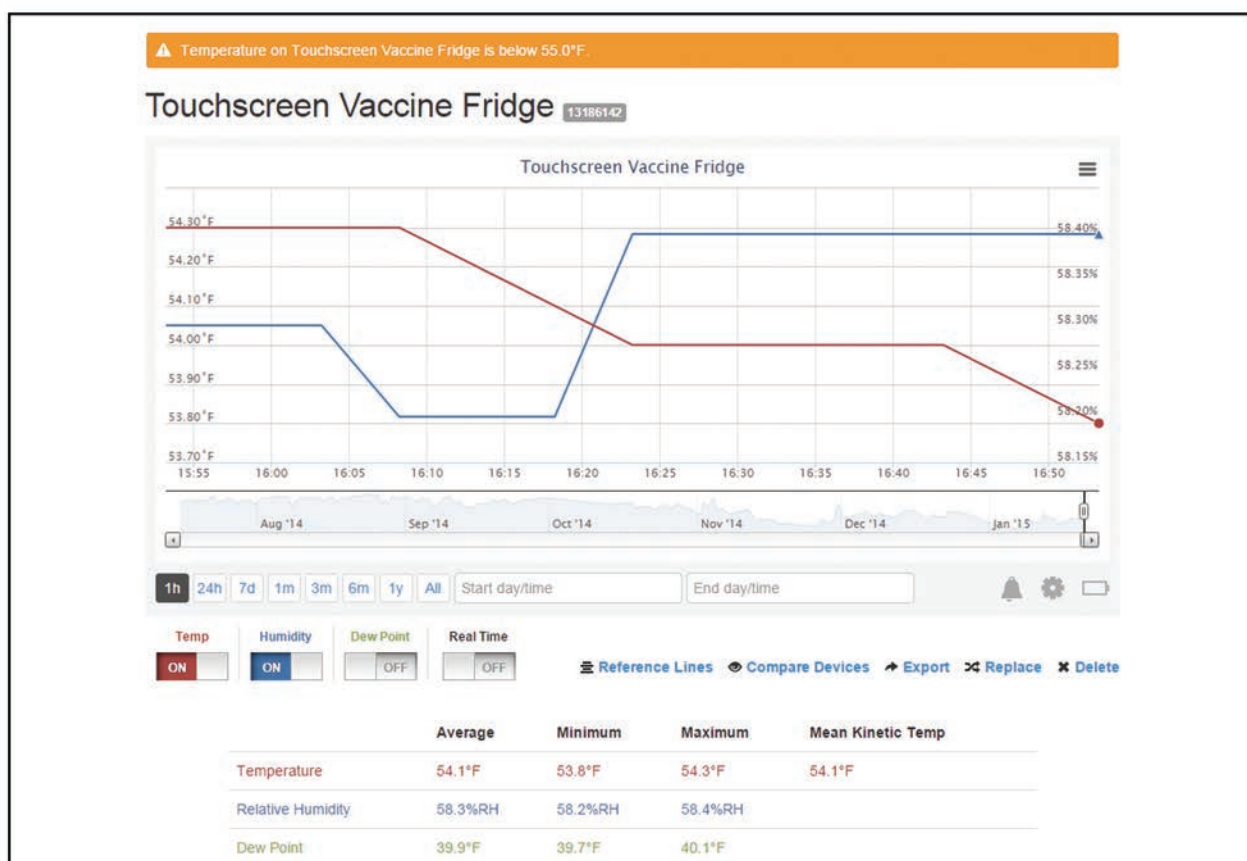 Temperature on Touchscreen Vaccine Fridge is below 55.0°F.
Touchscreen Vaccine Fridge 13186142
Touchscreen Vaccine Fridge
54.30°F 58.40%
54.20°F 58.35%
54.10°F 58.30%
54.00°F 58.25%
53.90°F
53.80°F 58.20%
53.70°F 58.15%
15:55 16:00 16:05 16:10 16:15 16:20 16:25 16:30 16:35 16:40 16:45 16:50
Aug '14 Sep '14 Oct '14 Nov '14 Dec '14 Jan '15
1h 24h 7d 1m 3m 6m 1y All Start day/time End day/time
Temp Humidity Dew Point Real Time
ON ON OFF OFF Reference Lines Compare Devices Export Replace Delete
Average Minimum Maximum Mean Kinetic Temp
Temperature 54.1°F 53.8°F 54.3°F 54.1°F
Relative Humidity 58.3%RH 58.2%RH 58.4%RH
Dew Point 39.9°F 39.7°F 40.1°F